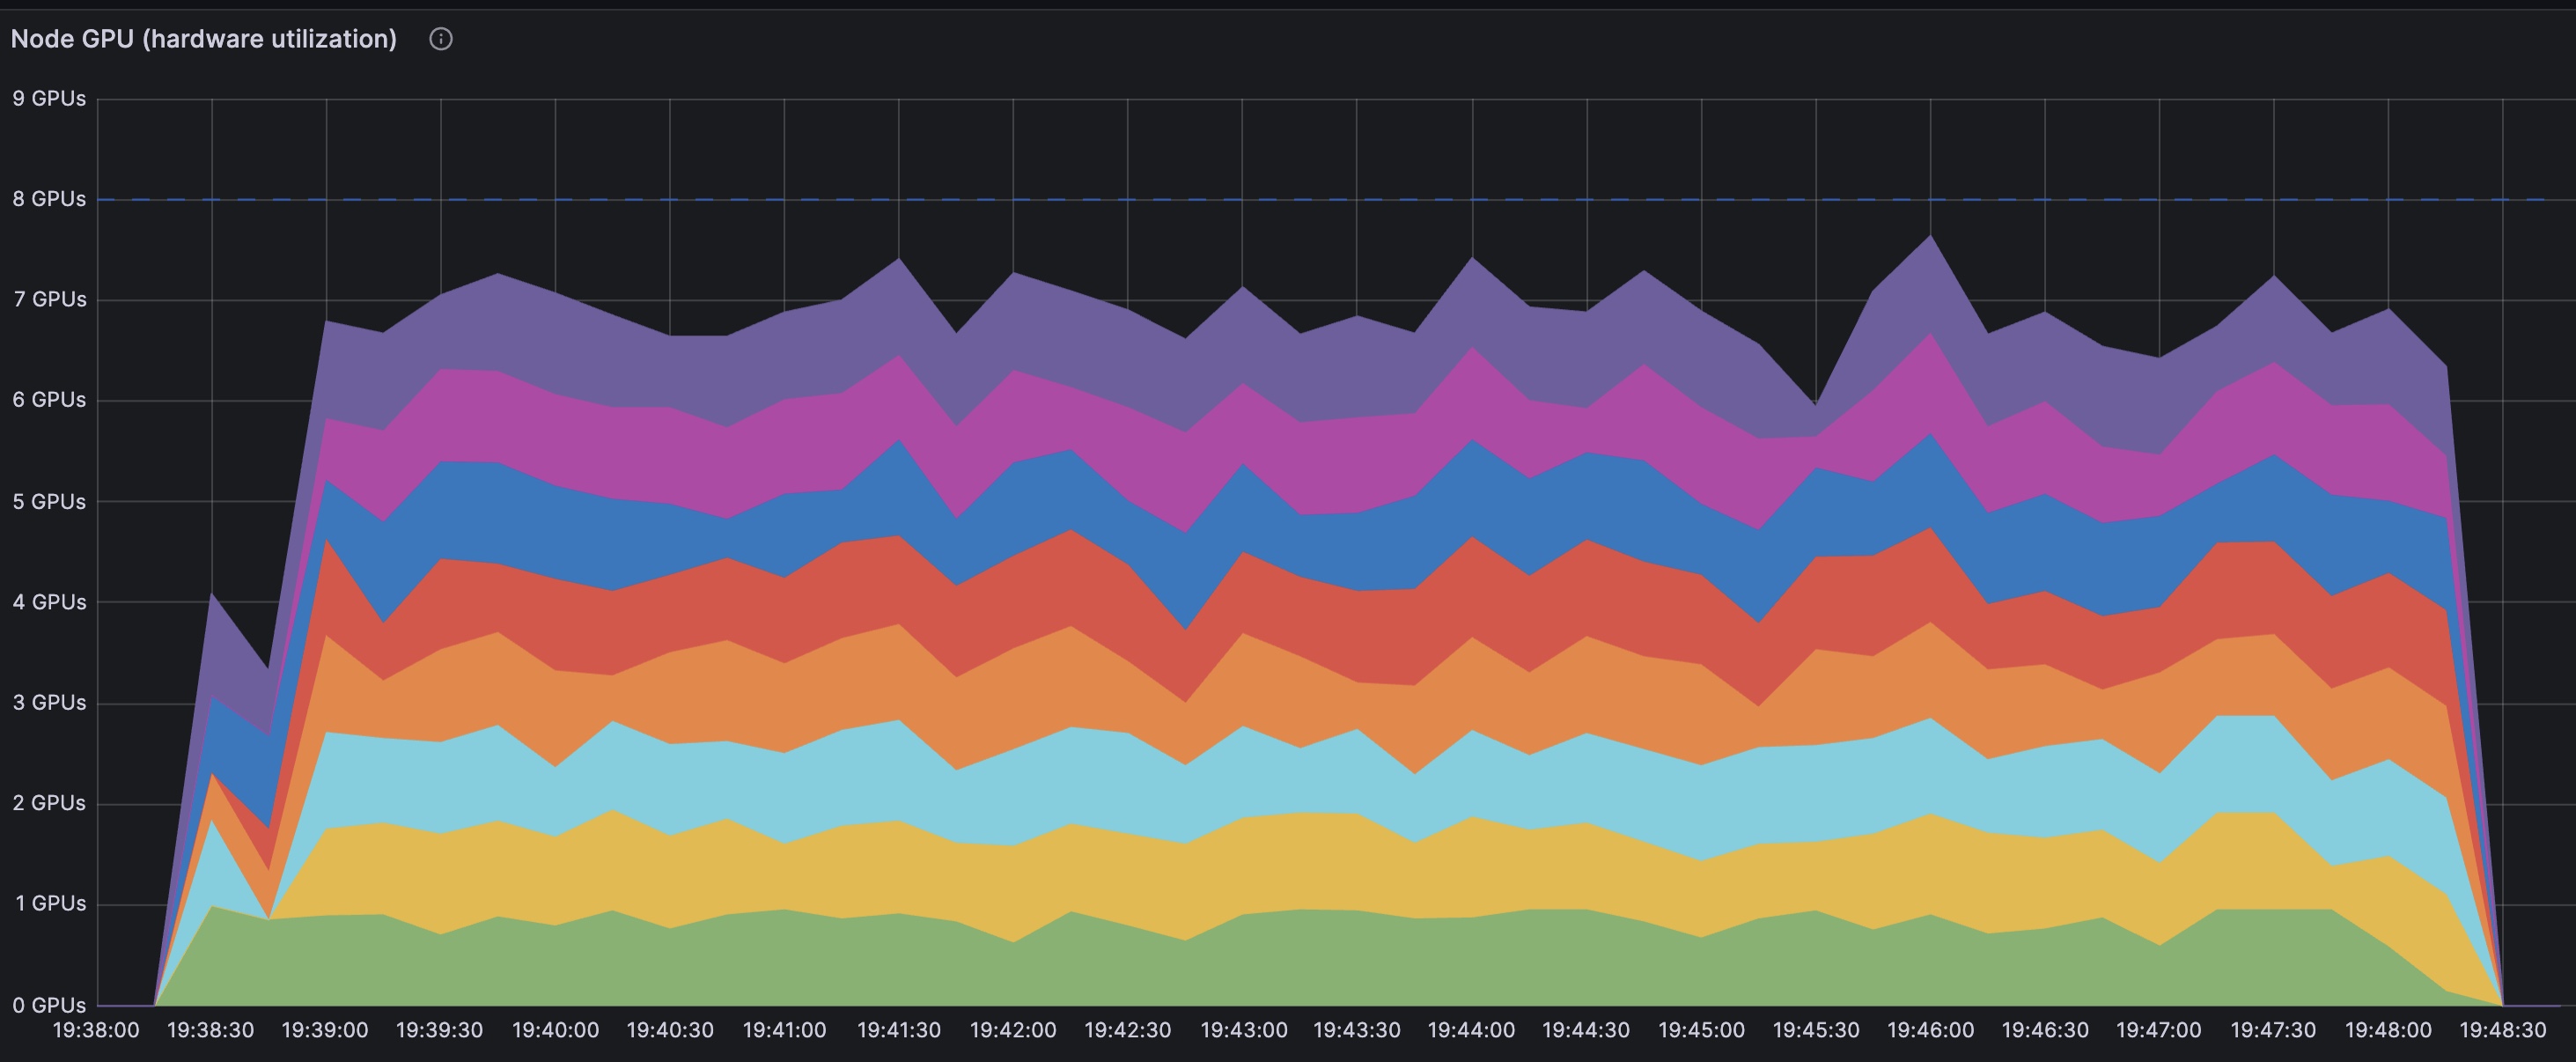 Node GPU (hardware utilization)
9 GPUs
8 GPUs
7 GPUs
6 GPUs
5 GPUs
4 GPUs
3 GPUs
2 GPUs
1 GPUs
0 GPUs
19:38:00 19:38:30 19:39:00 19:39:30 19:40:00 19:40:30 19:41:00 19:41:30 19:42:00 19:42:30 19:43:00 19:43:30 19:44:00 19:44:30 19:45:00 19:45:30 19:46:00 19:46:30 19:47:00 19:47:30 19:48:00 19:48:30